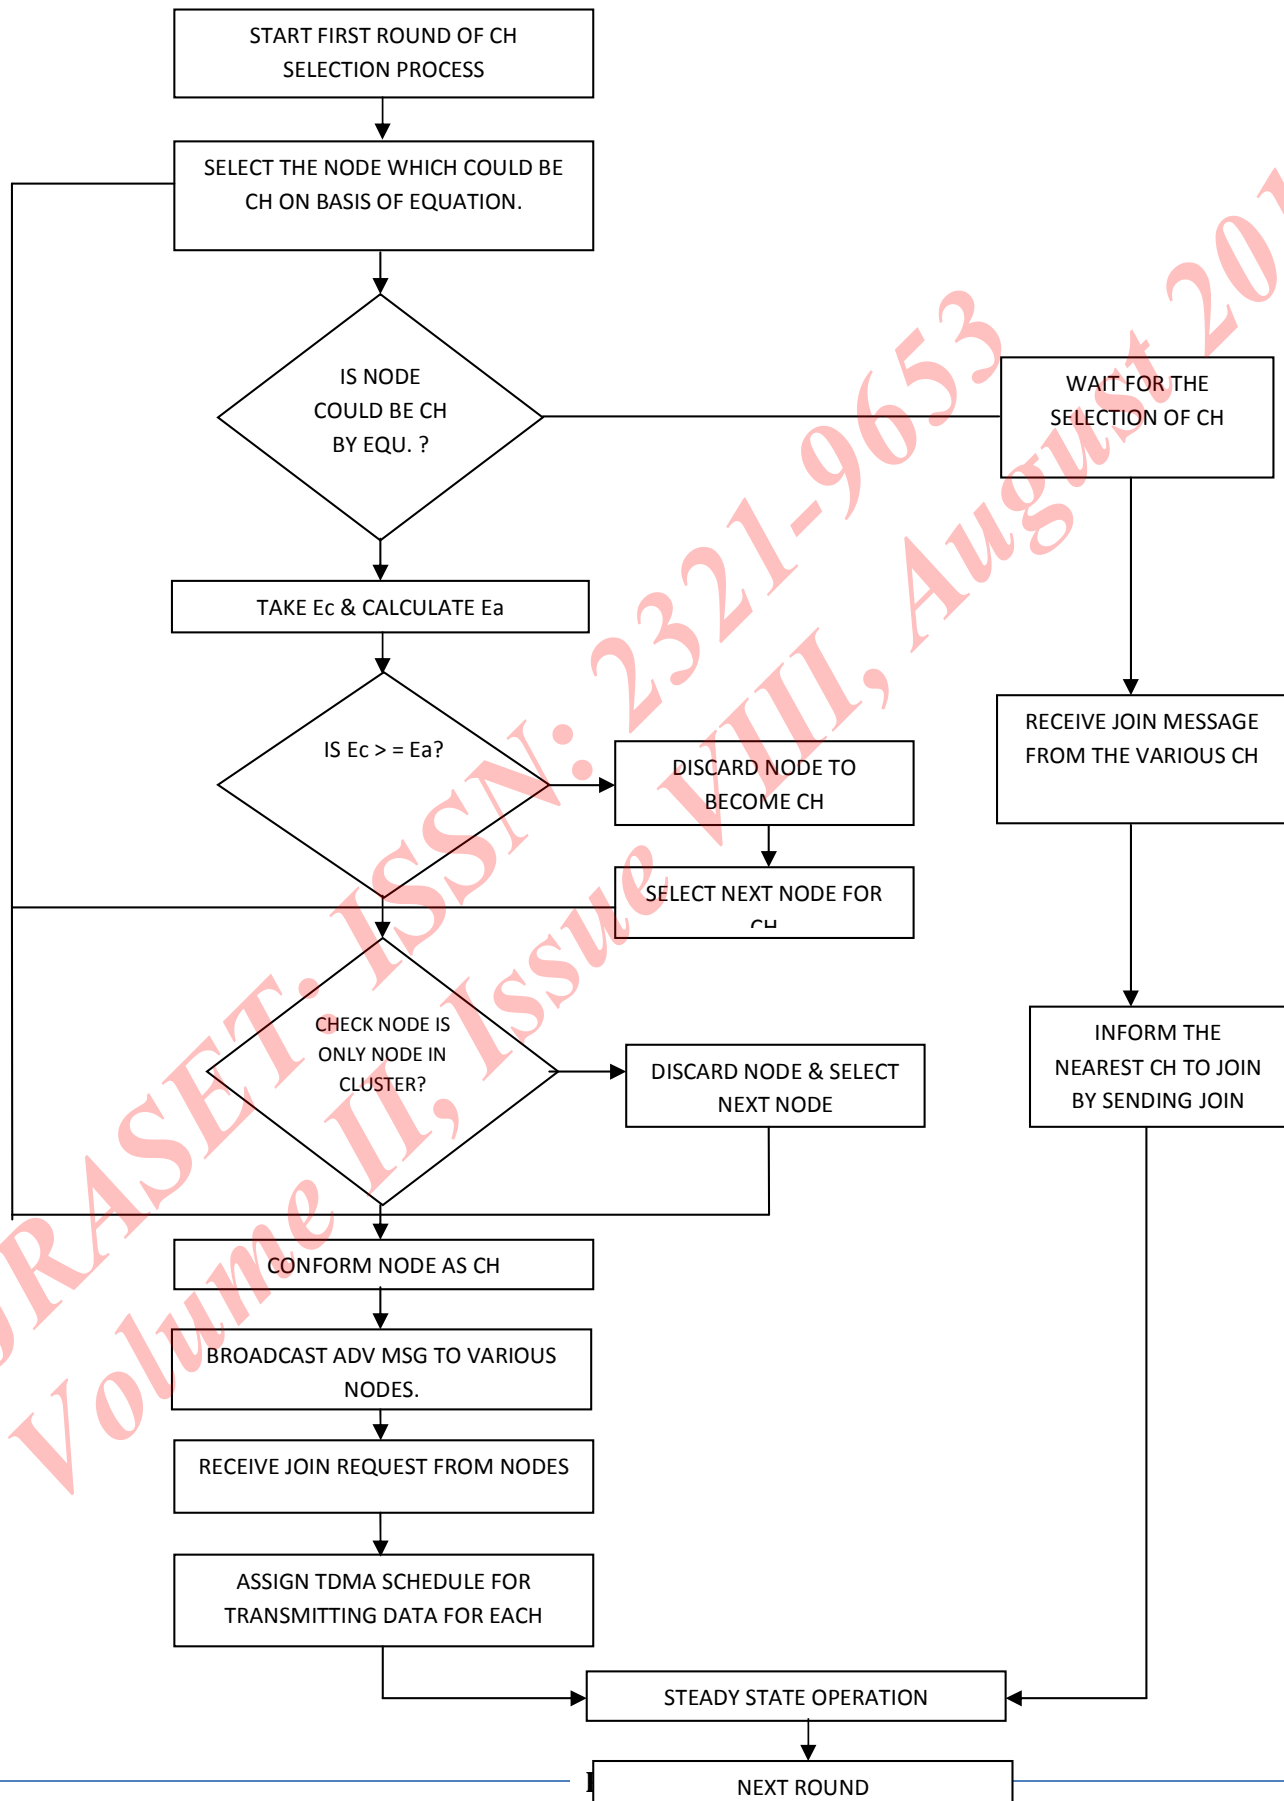 START FIRST ROUND OF CH
SELECTION PROCESS
SELECT THE NODE WHICH COULD BE
CH ON BASIS OF EQUATION.
IS NODE
COULD BE CH
BY EQU. ?
WAIT FOR THE
SELECTION OF CH
TAKE Ec & CALCULATE Ea
IS Ec > = Ea?
DISCARD NODE TO
BECOME CH
RECEIVE JOIN MESSAGE
FROM THE VARIOUS CH
SELECT NEXT NODE FOR
CH
CHECK NODE IS
ONLY NODE IN
CLUSTER?
DISCARD NODE & SELECT
NEXT NODE
INFORM THE
NEAREST CH TO JOIN
BY SENDING JOIN
CONFORM NODE AS CH
BROADCAST ADV MSG TO VARIOUS
NODES.
RECEIVE JOIN REQUEST FROM NODES
ASSIGN TDMA SCHEDULE FOR
TRANSMITTING DATA FOR EACH
STEADY STATE OPERATION
NEXT ROUND
RASET: ISSN: 2321-9653
Volume II, Issue VIII, August 201